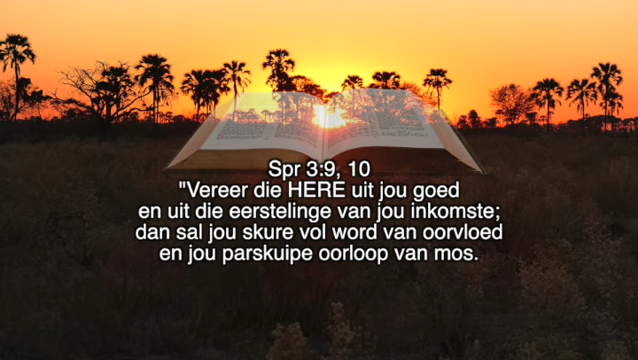 Spr 3:9, 10
"Vereer die HERE uit jou goed
en uit die eerstelinge van jou inkomste;
dan sal jou skure vol word van oorvloed
en jou parskuipe oorloop van mos.